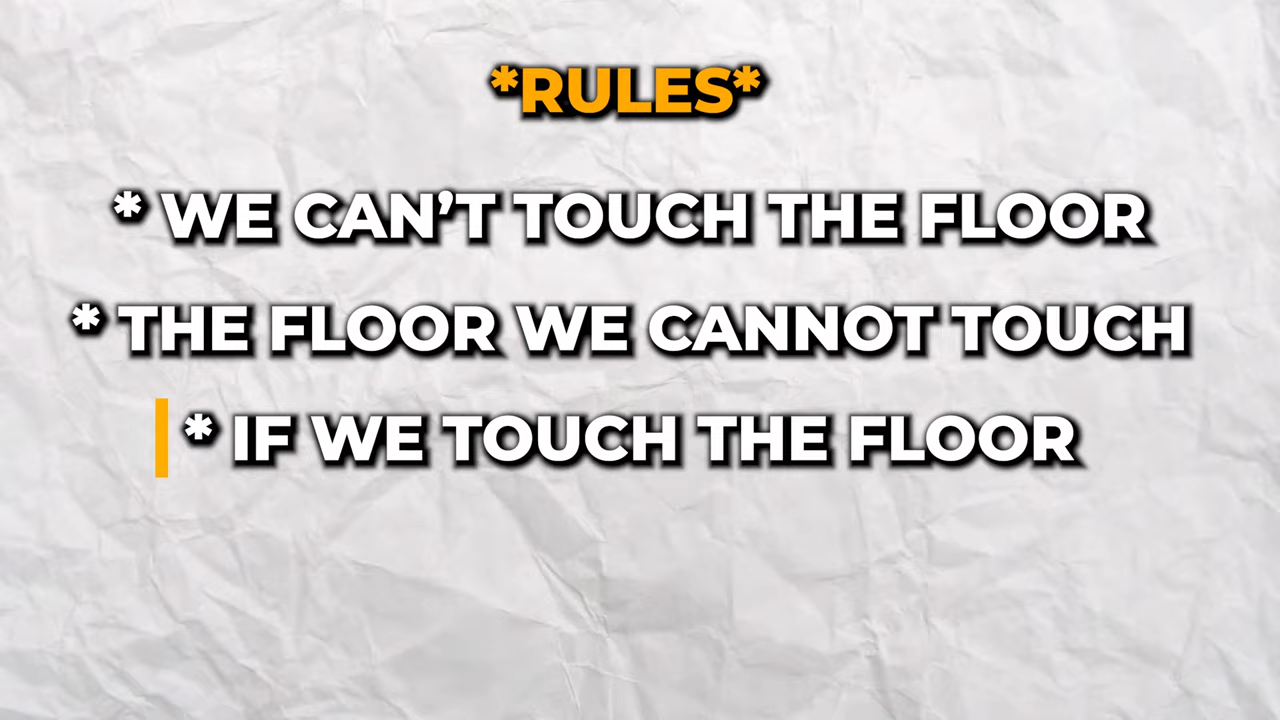 *RULES*
* WE CAN’T TOUCH THE FLOOR
* THE FLOOR WE CANNOT TOUCH
* IF WE TOUCH THE FLOOR